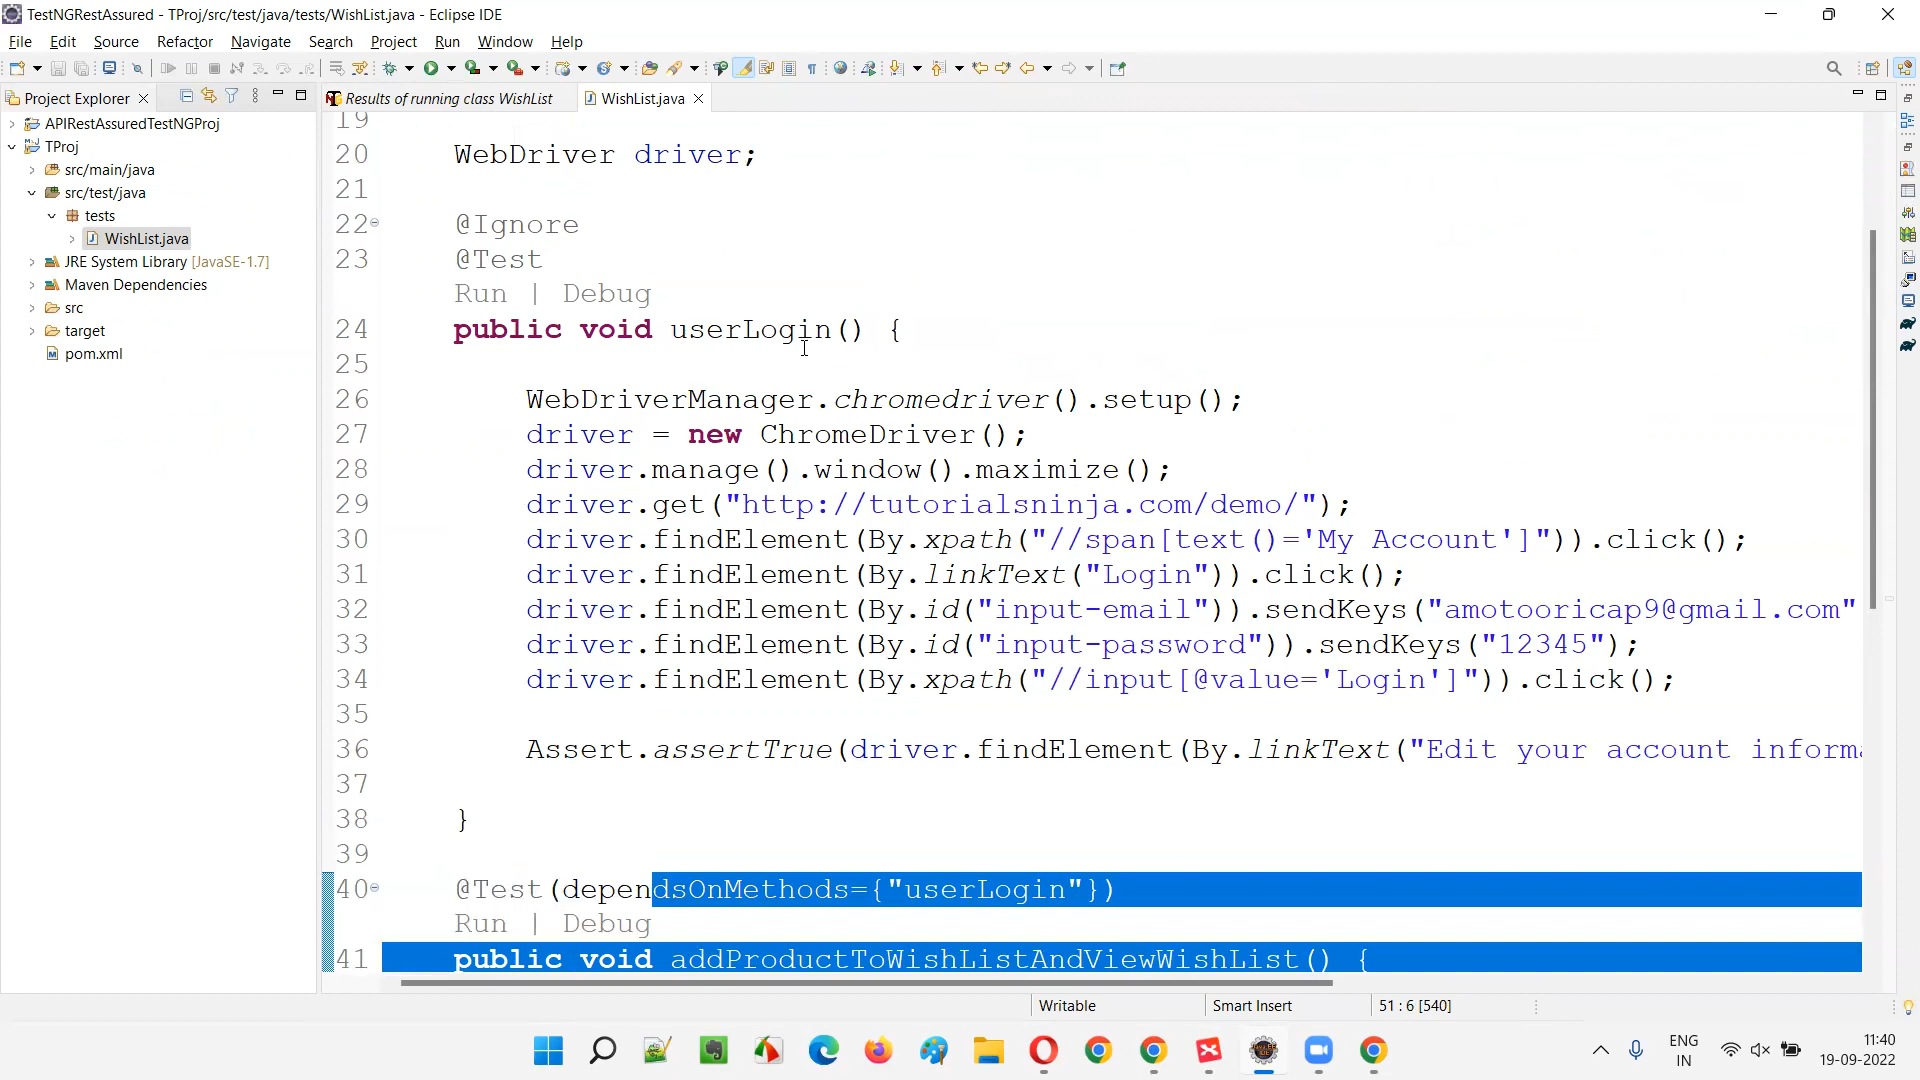 TestNGRestAssured - TProj/src/test/java/tests/WishList.java - Eclipse IDE
File Edit Source Refactor Navigate Search Project Run Window Help
Project Explorer
Results of running class WishList
WishList.java
APIRestAssuredTestNGProj
TProj
src/main/java
src/test/java
tests
WishList.java
JRE System Library [JavaSE-1.7]
Maven Dependencies
src
target
pom.xml
19
20 WebDriver driver;
21
22 @Ignore
23 @Test
Run | Debug
24 public void userLogin() {
25
26 WebDriverManager.chromedriver().setup();
27 driver = new ChromeDriver();
28 driver.manage().window().maximize();
29 driver.get("http://tutorialsninja.com/demo/");
30 driver.findElement(By.xpath("//span[text()='My Account']")).click();
31 driver.findElement(By.linkText("Login")).click();
32 driver.findElement(By.id("input-email")).sendKeys("amotooricap9@gmail.com"
33 driver.findElement(By.id("input-password")).sendKeys("12345");
34 driver.findElement(By.xpath("//input[@value='Login']")).click();
35
36 Assert.assertTrue(driver.findElement(By.linkText("Edit your account informa
37
38 }
39
40 @Test(dependsOnMethods={"userLogin"})
Run | Debug
41 public void addProductToWishListAndViewWishList() {
Writable Smart Insert 51 : 6 [540]
ENG
IN
11:40
19-09-2022